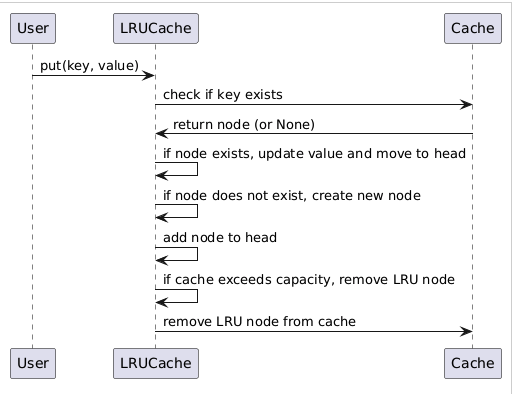 User LRUCache Cache
put(key, value)
check if key exists
return node (or None)
if node exists, update value and move to head
if node does not exist, create new node
add node to head
if cache exceeds capacity, remove LRU node
remove LRU node from cache
User LRUCache Cache